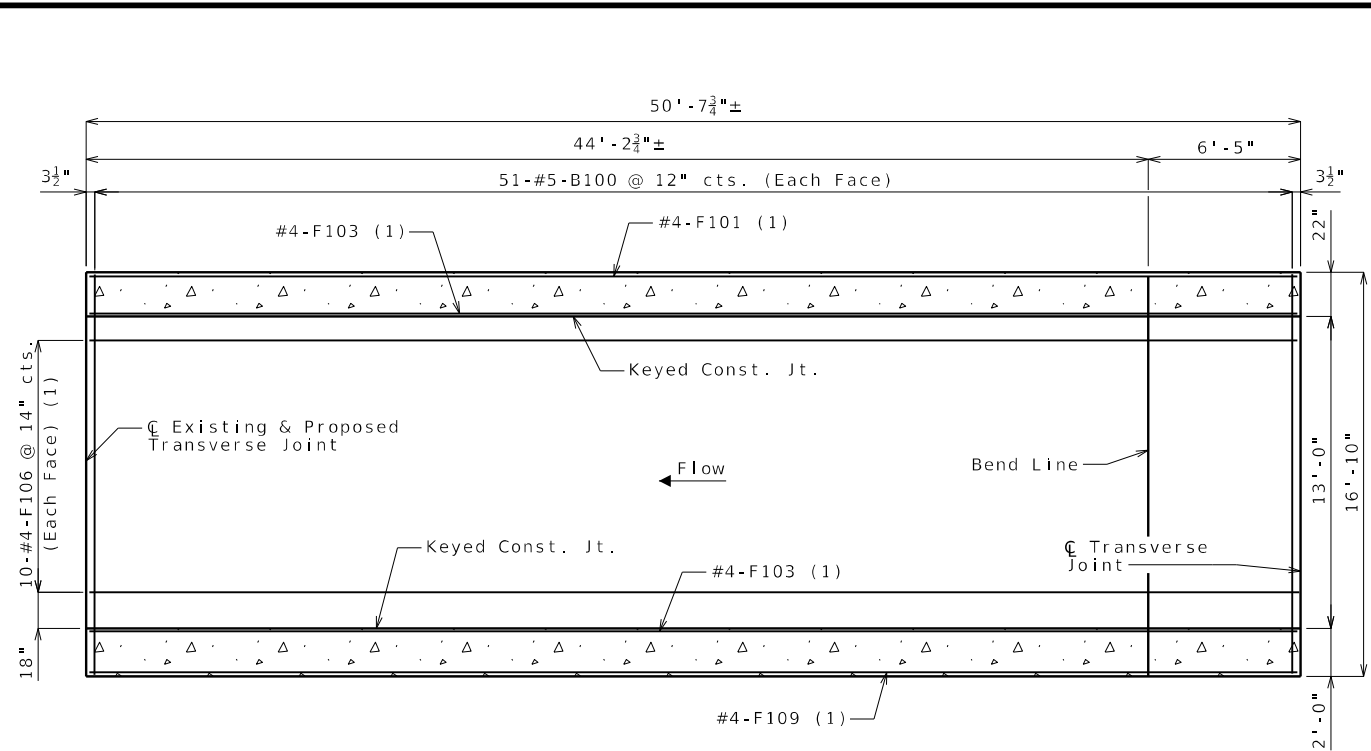 50'-7¾"±
44'-2¾"±
6'-5"
3½"
51-#5-B100 @ 12" cts. (Each Face)
3½"
#4-F103 (1)
#4-F101 (1)
22"
Keyed Const. Jt.
10-#4-F106 @ 14" cts.
(Each Face) (1)
℄ Existing & Proposed
Transverse Joint
Flow
Bend Line
13'-0"
16'-10"
Keyed Const. Jt.
℄ Transverse
Joint
#4-F103 (1)
18"
#4-F109 (1)
2'-0"